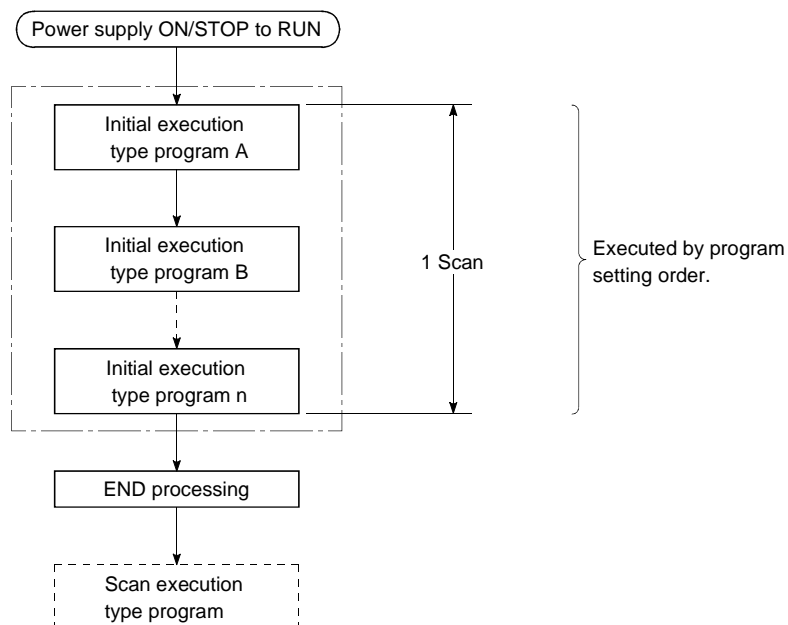 Power supply ON/STOP to RUN
Initial execution
type program A
Initial execution
type program B
1 Scan
Executed by program
setting order.
Initial execution
type program n
END processing
Scan execution
type program